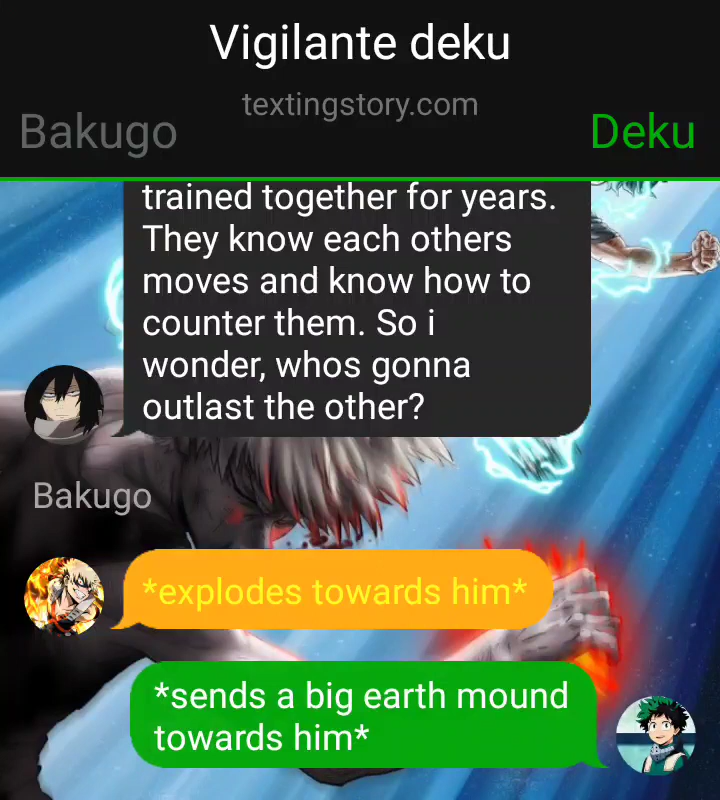 Vigilante deku
textingstory.com
Bakugo
Deku
trained together for years.
They know each others
moves and know how to
counter them. So i
wonder, whos gonna
outlast the other?
Bakugo
*explodes towards him*
*sends a big earth mound
towards him*